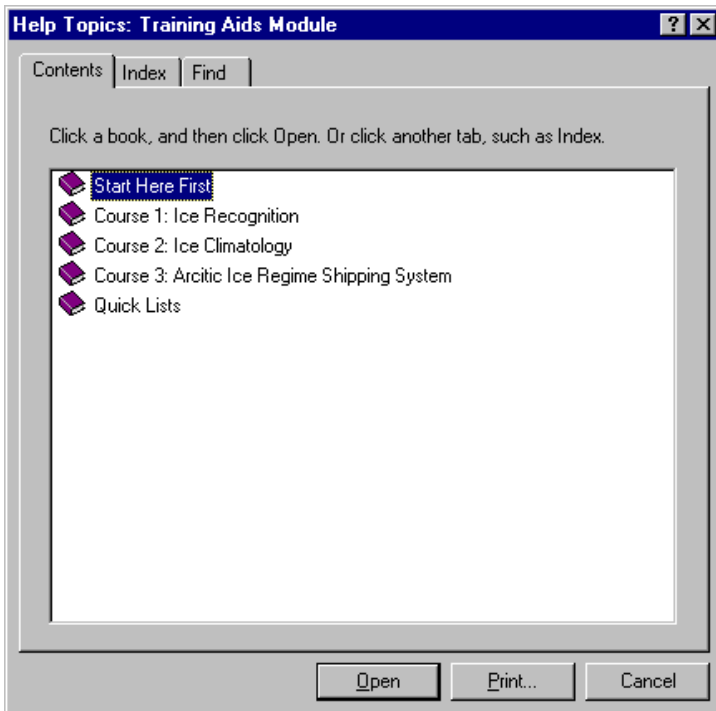 Help Topics: Training Aids Module
Contents Index Find
Click a book, and then click Open. Or click another tab, such as Index.
Start Here First
Course 1: Ice Recognition
Course 2: Ice Climatology
Course 3: Arcitic Ice Regime Shipping System
Quick Lists
Open Print... Cancel